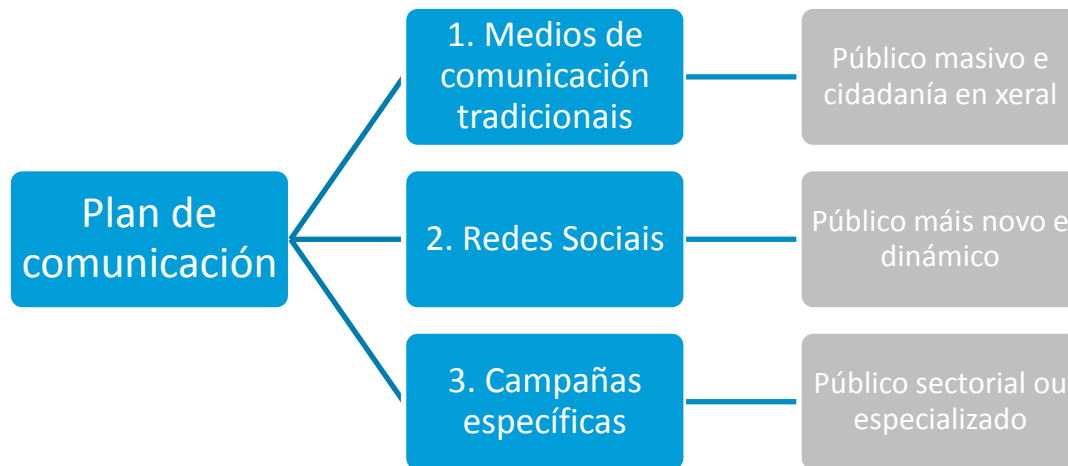 Plan de
comunicación
1. Medios de
comunicación
tradicionais
Público masivo e
cidadanía en xeral
2. Redes Sociais
Público máis novo e
dinámico
3. Campañas
específicas
Público sectorial ou
especializado